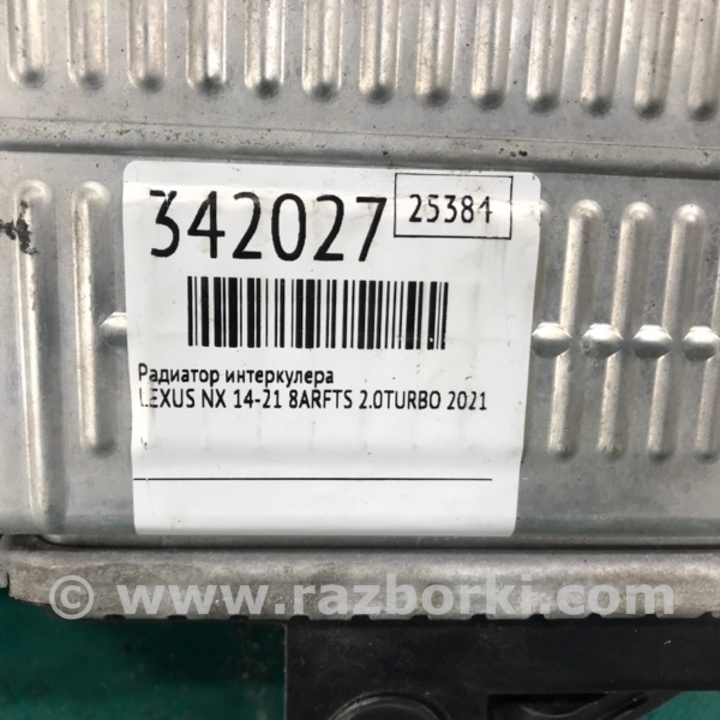 342027
25384
Радиатор интеркулера
LEXUS NX 14-21 8ARFTS 2.0TURBO 2021
© www.razborki.com